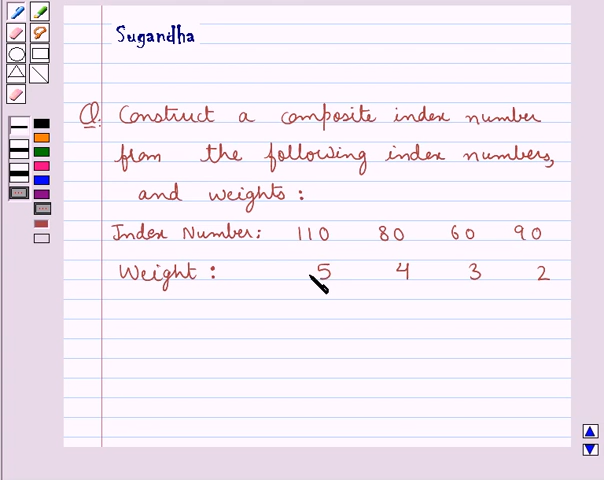 Sugandha
Q. Construct a composite index number
from the following index numbers,
and weights :
Index Number: 110 80 60 90
Weight : 5 4 3 2